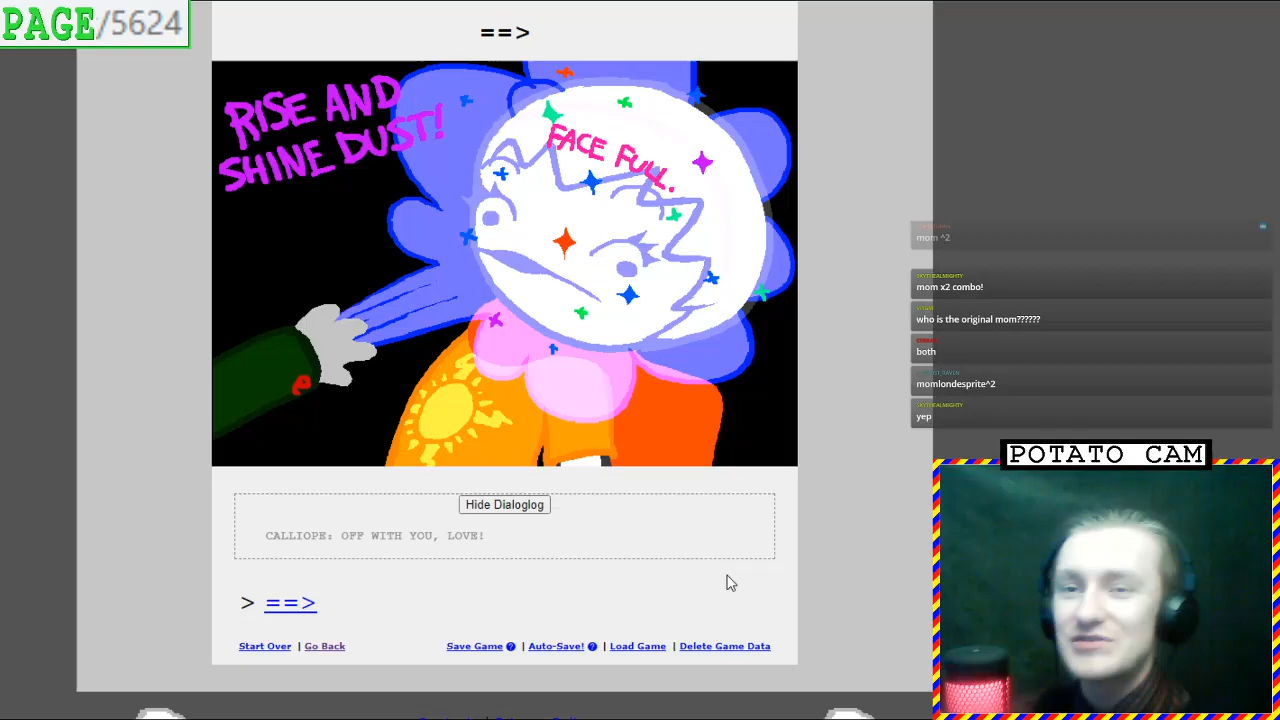 PAGE/5624
==>
RISE AND
SHINE DUST!
FACE FULL.
Hide Dialoglog
CALLIOPE: OFF WITH YOU, LOVE!
> ==>
Start Over | Go Back
Save Game ? | Auto-Save! ? | Load Game | Delete Game Data
mom ^2
SKYTHEALMIGHTY
mom x2 combo!
who is the original mom??????
both
momlondesprite^2
SKYTHEALMIGHTY
yep
POTATO CAM